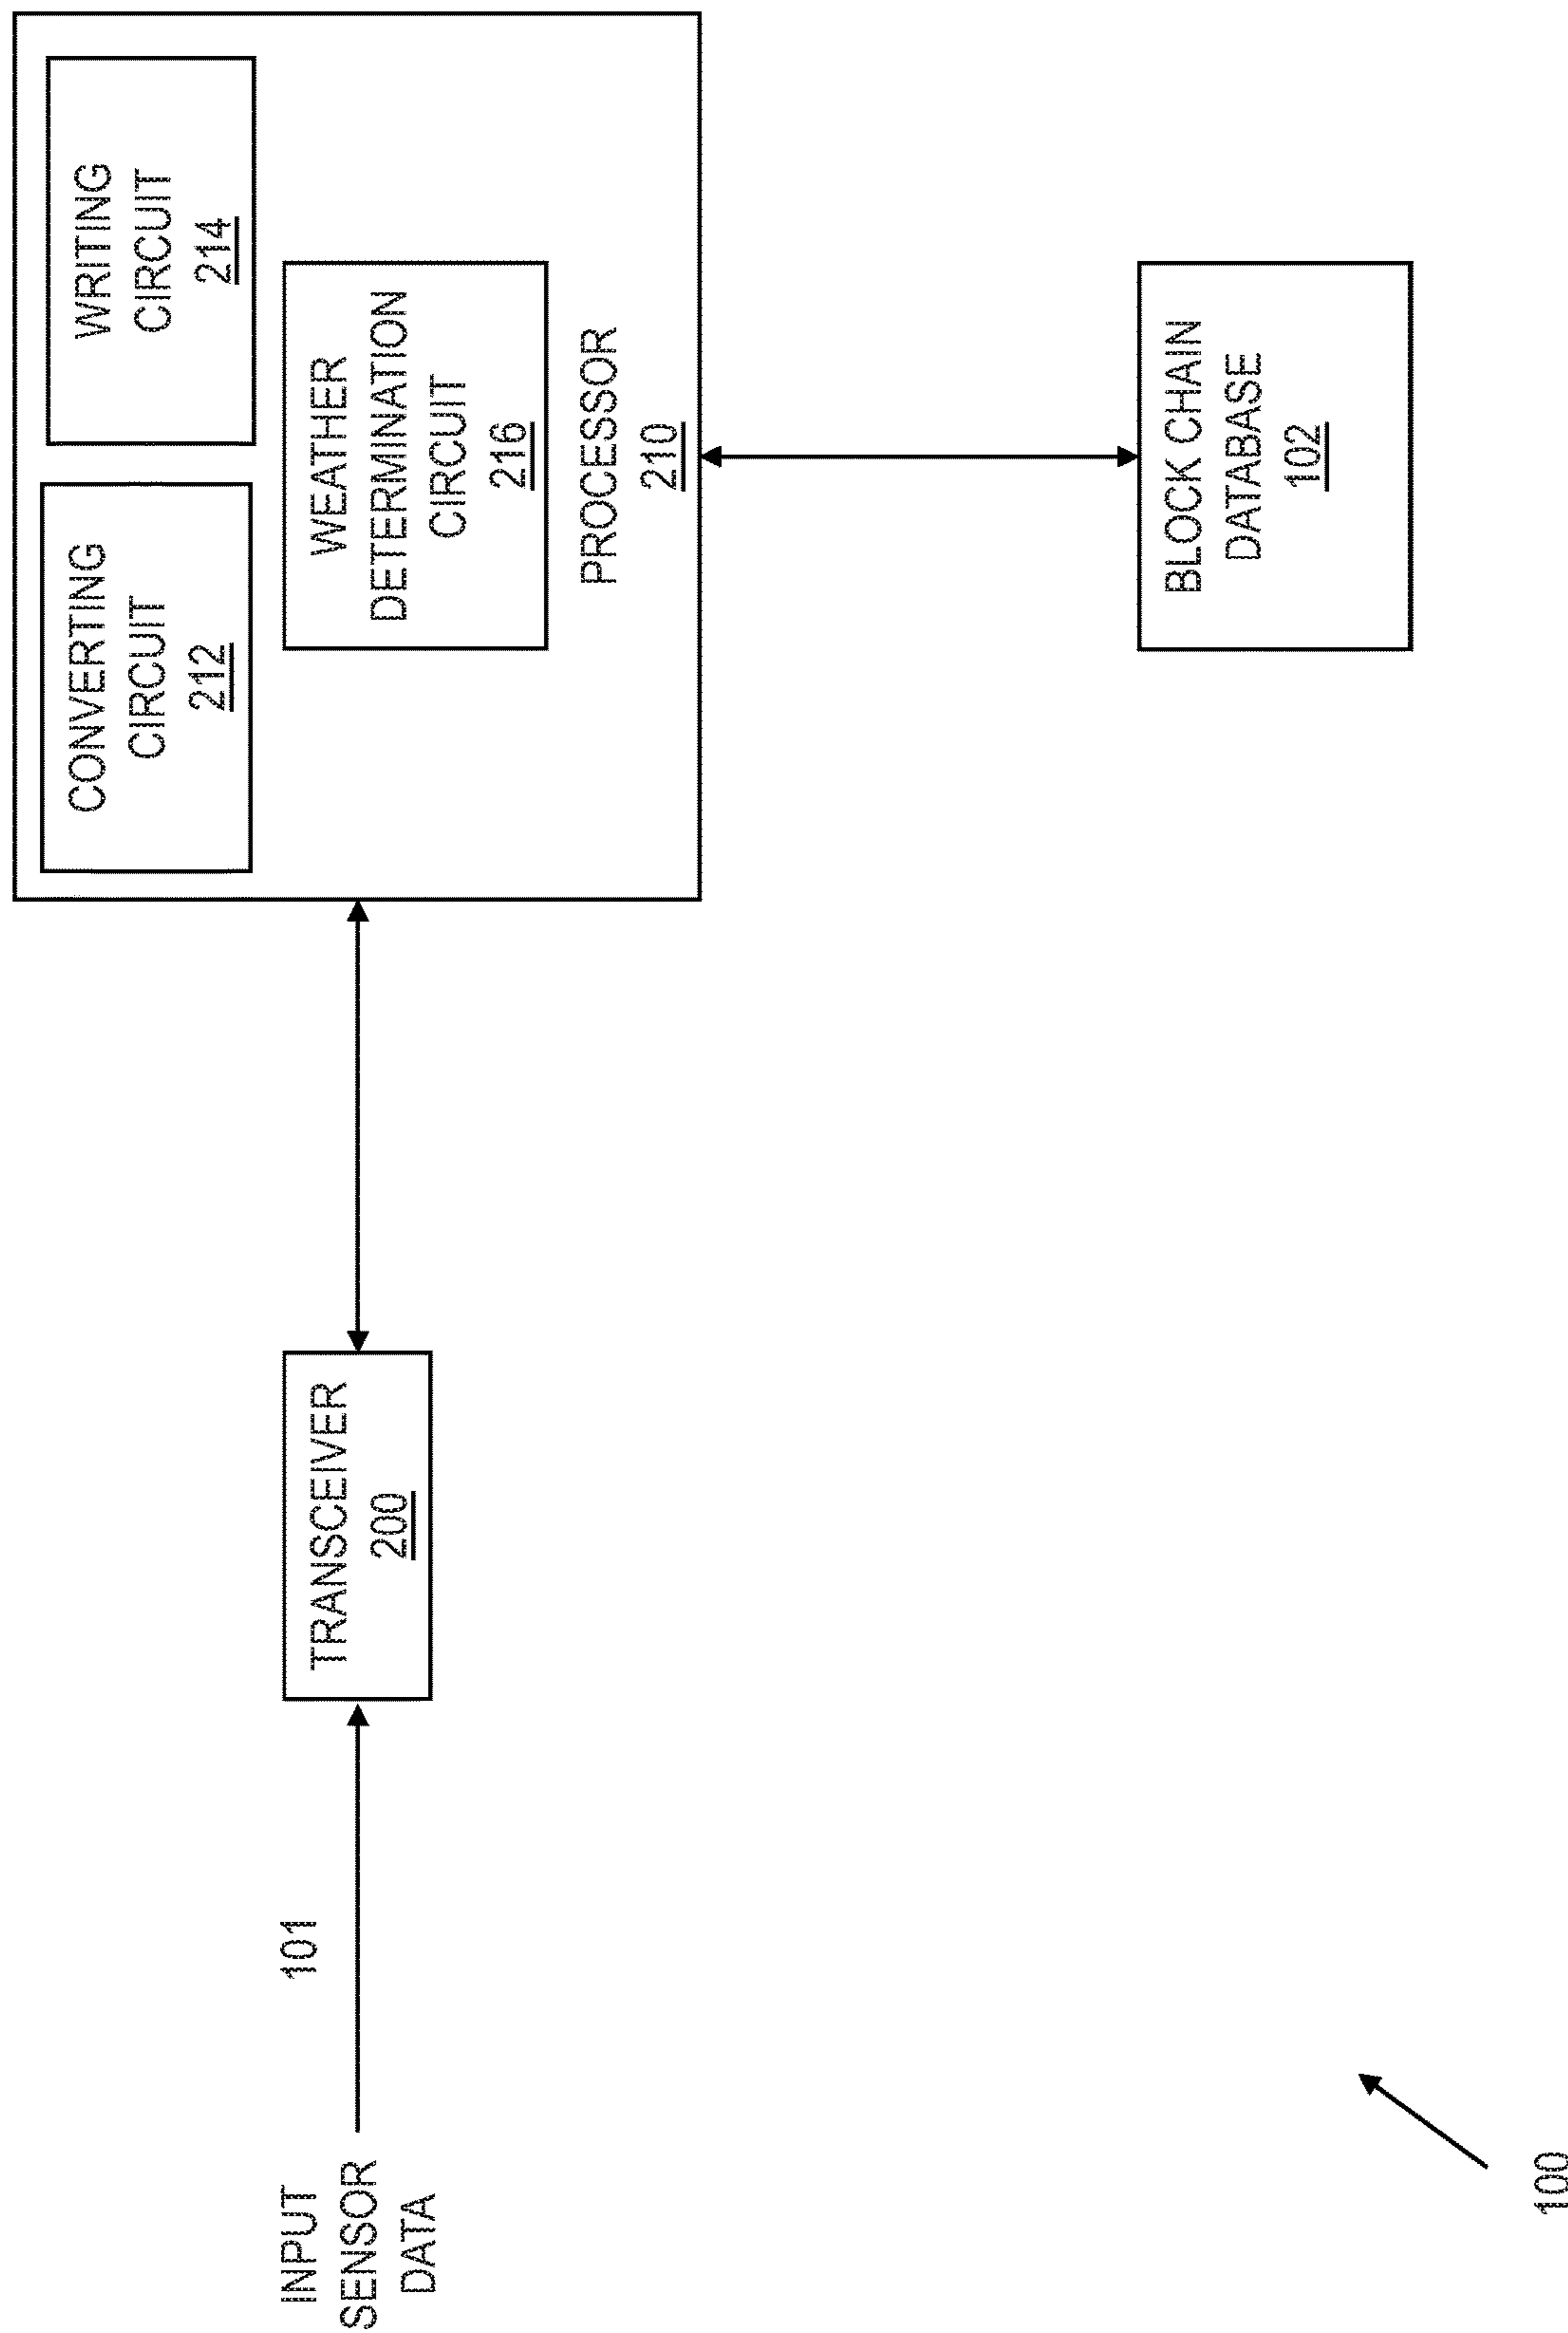 INPUT
SENSOR
DATA
101
TRANSCEIVER
200
CONVERTING
CIRCUIT
212
WRITING
CIRCUIT
214
WEATHER
DETERMINATION
CIRCUIT
216
PROCESSOR
210
BLOCK CHAIN
DATABASE
102
100